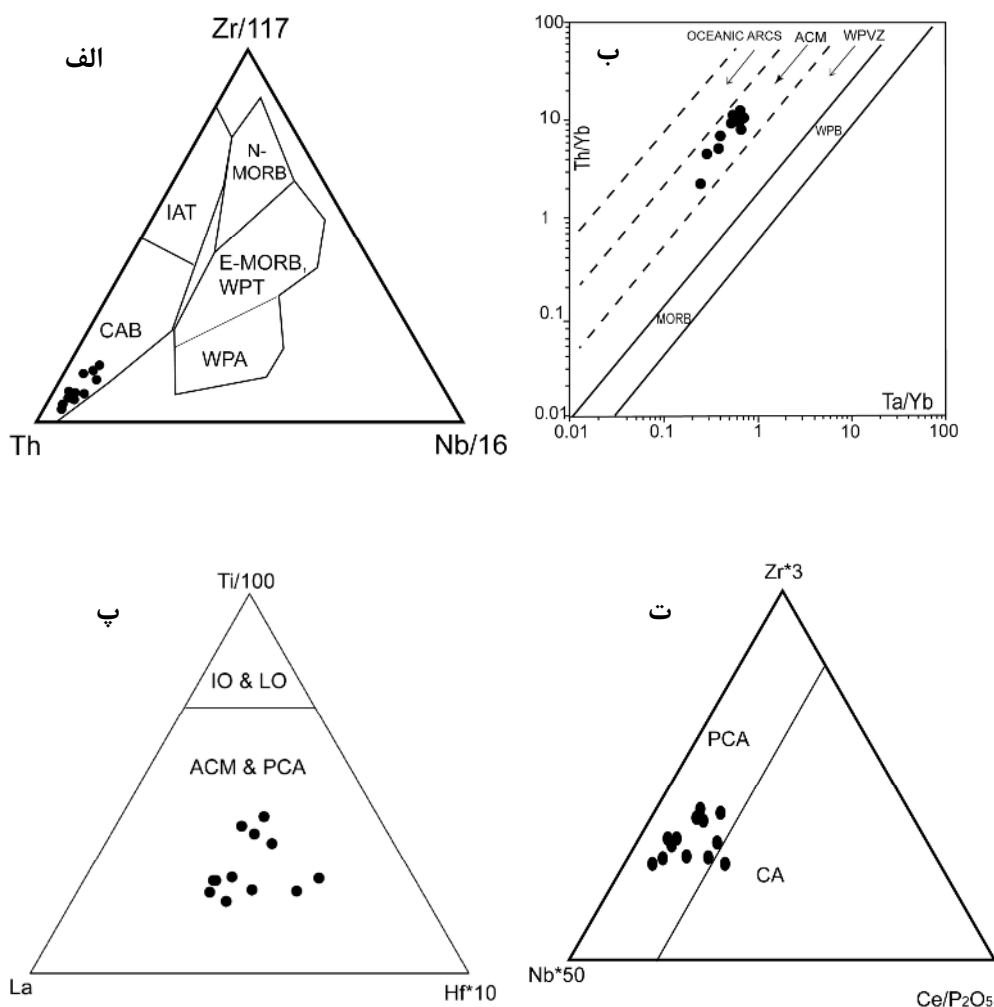 الف
Zr/117
N-
MORB
IAT
E-MORB,
WPT
CAB
WPA
Th
Nb/16
ب
100
10
1
0.1
0.01
Th/Yb
OCEANIC ARCS
ACM
WPVZ
WPB
MORB
Ta/Yb
0.01
0.1
1
10
100
پ
Ti/100
IO & LO
ACM & PCA
La
Hf*10
ت
Zr*3
PCA
CA
Nb*50
Ce/P₂O₅